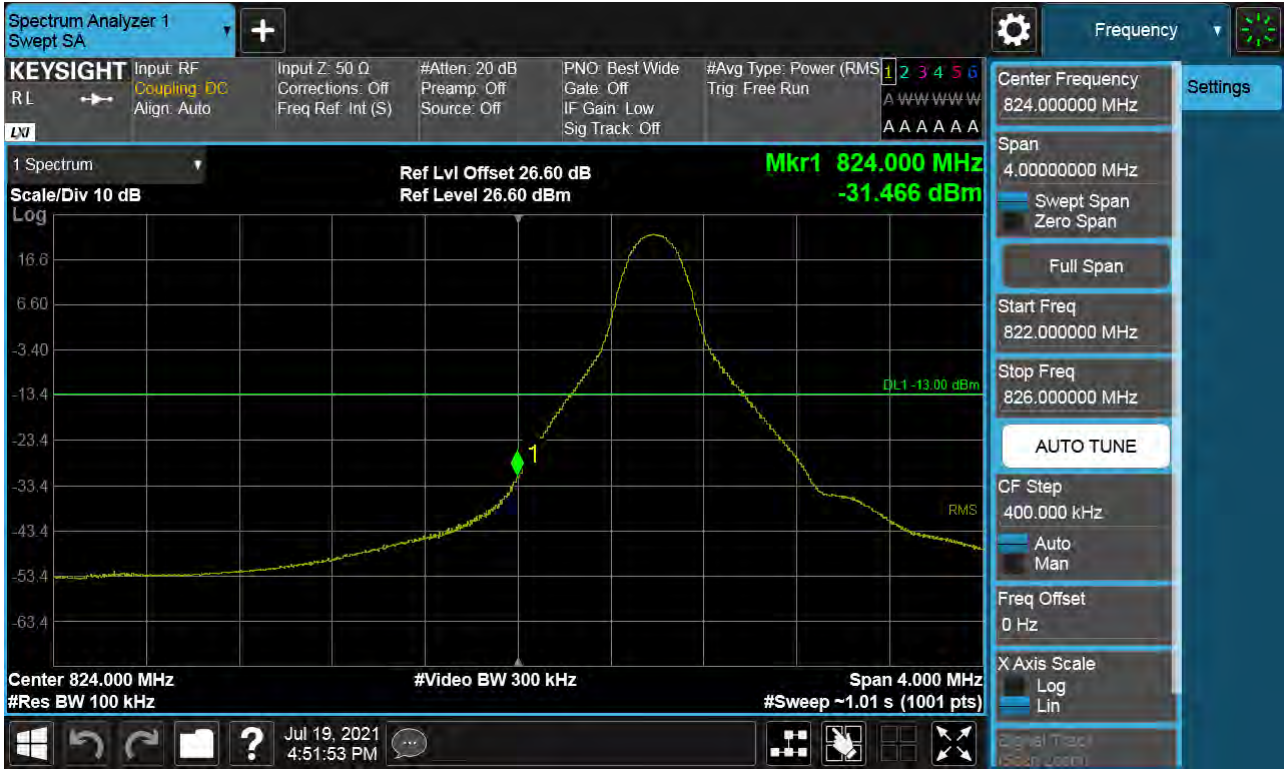 Spectrum Analyzer 1
Swept SA
Frequency
KEYSIGHT
R L
LXI
Input: RF
Coupling: DC
Align: Auto
Input Z: 50 Ω
Corrections: Off
Freq Ref: Int (S)
#Atten: 20 dB
Preamp: Off
Source: Off
PNO: Best Wide
Gate: Off
IF Gain: Low
Sig Track: Off
#Avg Type: Power (RMS
Trig: Free Run
1 2 3 4 5 6
A W W W W W
A A A A A A
1 Spectrum
Scale/Div 10 dB
Ref Lvl Offset 26.60 dB
Ref Level 26.60 dBm
Mkr1 824.000 MHz
-31.466 dBm
Log
16.6
6.60
-3.40
-13.4
-23.4
-33.4
-43.4
-53.4
-63.4
DL1 -13.00 dBm
1
RMS
Center 824.000 MHz
#Res BW 100 kHz
#Video BW 300 kHz
Span 4.000 MHz
#Sweep ~1.01 s (1001 pts)
Jul 19, 2021
4:51:53 PM
Center Frequency
824.000000 MHz
Span
4.00000000 MHz
Swept Span
Zero Span
Full Span
Start Freq
822.000000 MHz
Stop Freq
826.000000 MHz
AUTO TUNE
CF Step
400.000 kHz
Auto
Man
Freq Offset
0 Hz
X Axis Scale
Log
Lin
Signal Track
(Span Zoom)
Settings